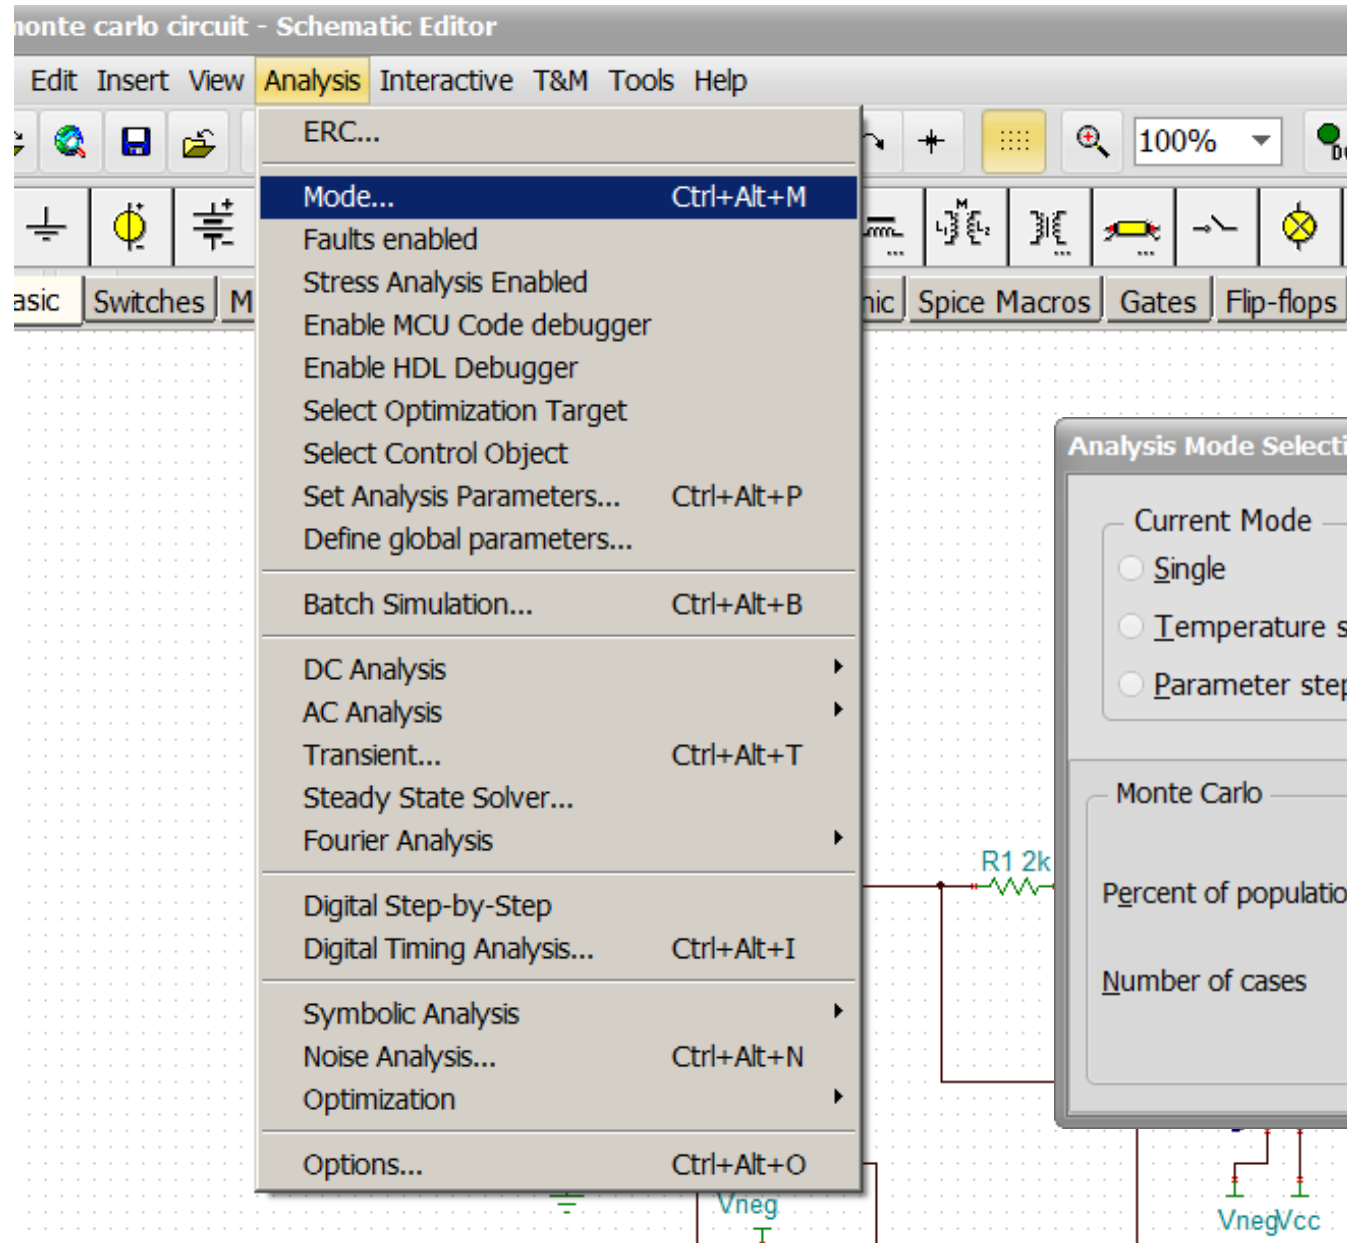 monte carlo circuit - Schematic Editor
Edit Insert View Analysis Interactive T&M Tools Help
100%
ERC...
Mode... Ctrl+Alt+M
Faults enabled
Stress Analysis Enabled
Enable MCU Code debugger
Enable HDL Debugger
Select Optimization Target
Select Control Object
Set Analysis Parameters... Ctrl+Alt+P
Define global parameters...
Batch Simulation... Ctrl+Alt+B
DC Analysis
AC Analysis
Transient... Ctrl+Alt+T
Steady State Solver...
Fourier Analysis
Digital Step-by-Step
Digital Timing Analysis... Ctrl+Alt+I
Symbolic Analysis
Noise Analysis... Ctrl+Alt+N
Optimization
Options... Ctrl+Alt+O
asic Switches M nic Spice Macros Gates Flip-flops
Analysis Mode Selecti
Current Mode
Single
Temperature s
Parameter step
Monte Carlo
Percent of populatio
Number of cases
R1 2k
Vneg
Vneg Vcc